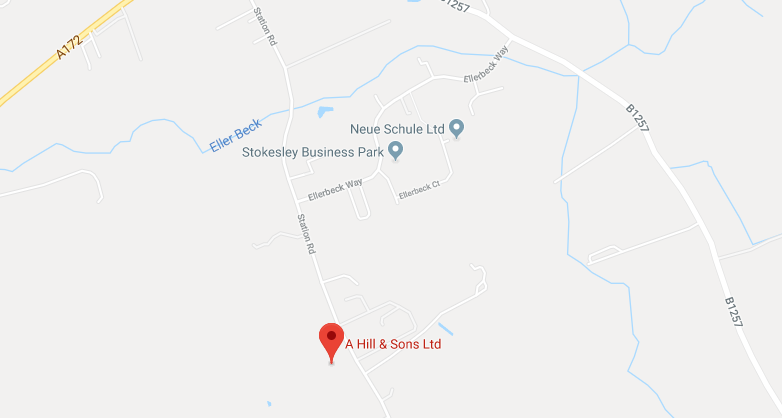 B1257
Station Rd
A172
Ellerbeck Way
B1257
Neue Schule Ltd
Eller Beck
Stokesley Business Park
Ellerbeck Way
Ellerbeck Ct
Station Rd
B1257
A Hill & Sons Ltd